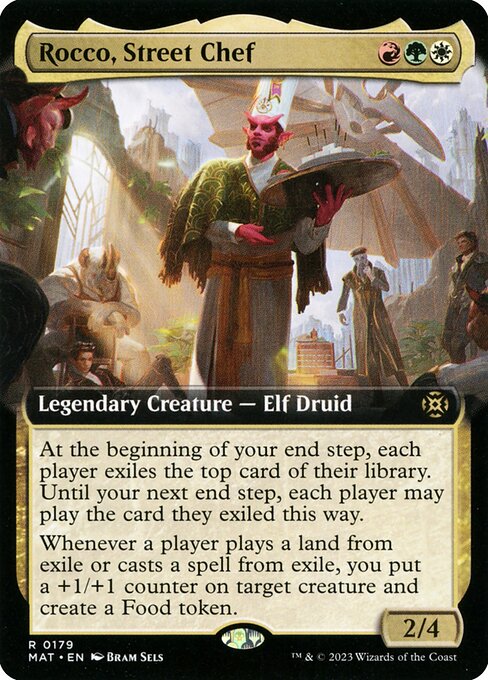 Rocco, Street Chef
Legendary Creature — Elf Druid
At the beginning of your end step, each
player exiles the top card of their library.
Until your next end step, each player may
play the card they exiled this way.
Whenever a player plays a land from
exile or casts a spell from exile, you put
a +1/+1 counter on target creature and
create a Food token.
2/4
R 0179
MAT • EN Bram Sels
™ & © 2023 Wizards of the Coast